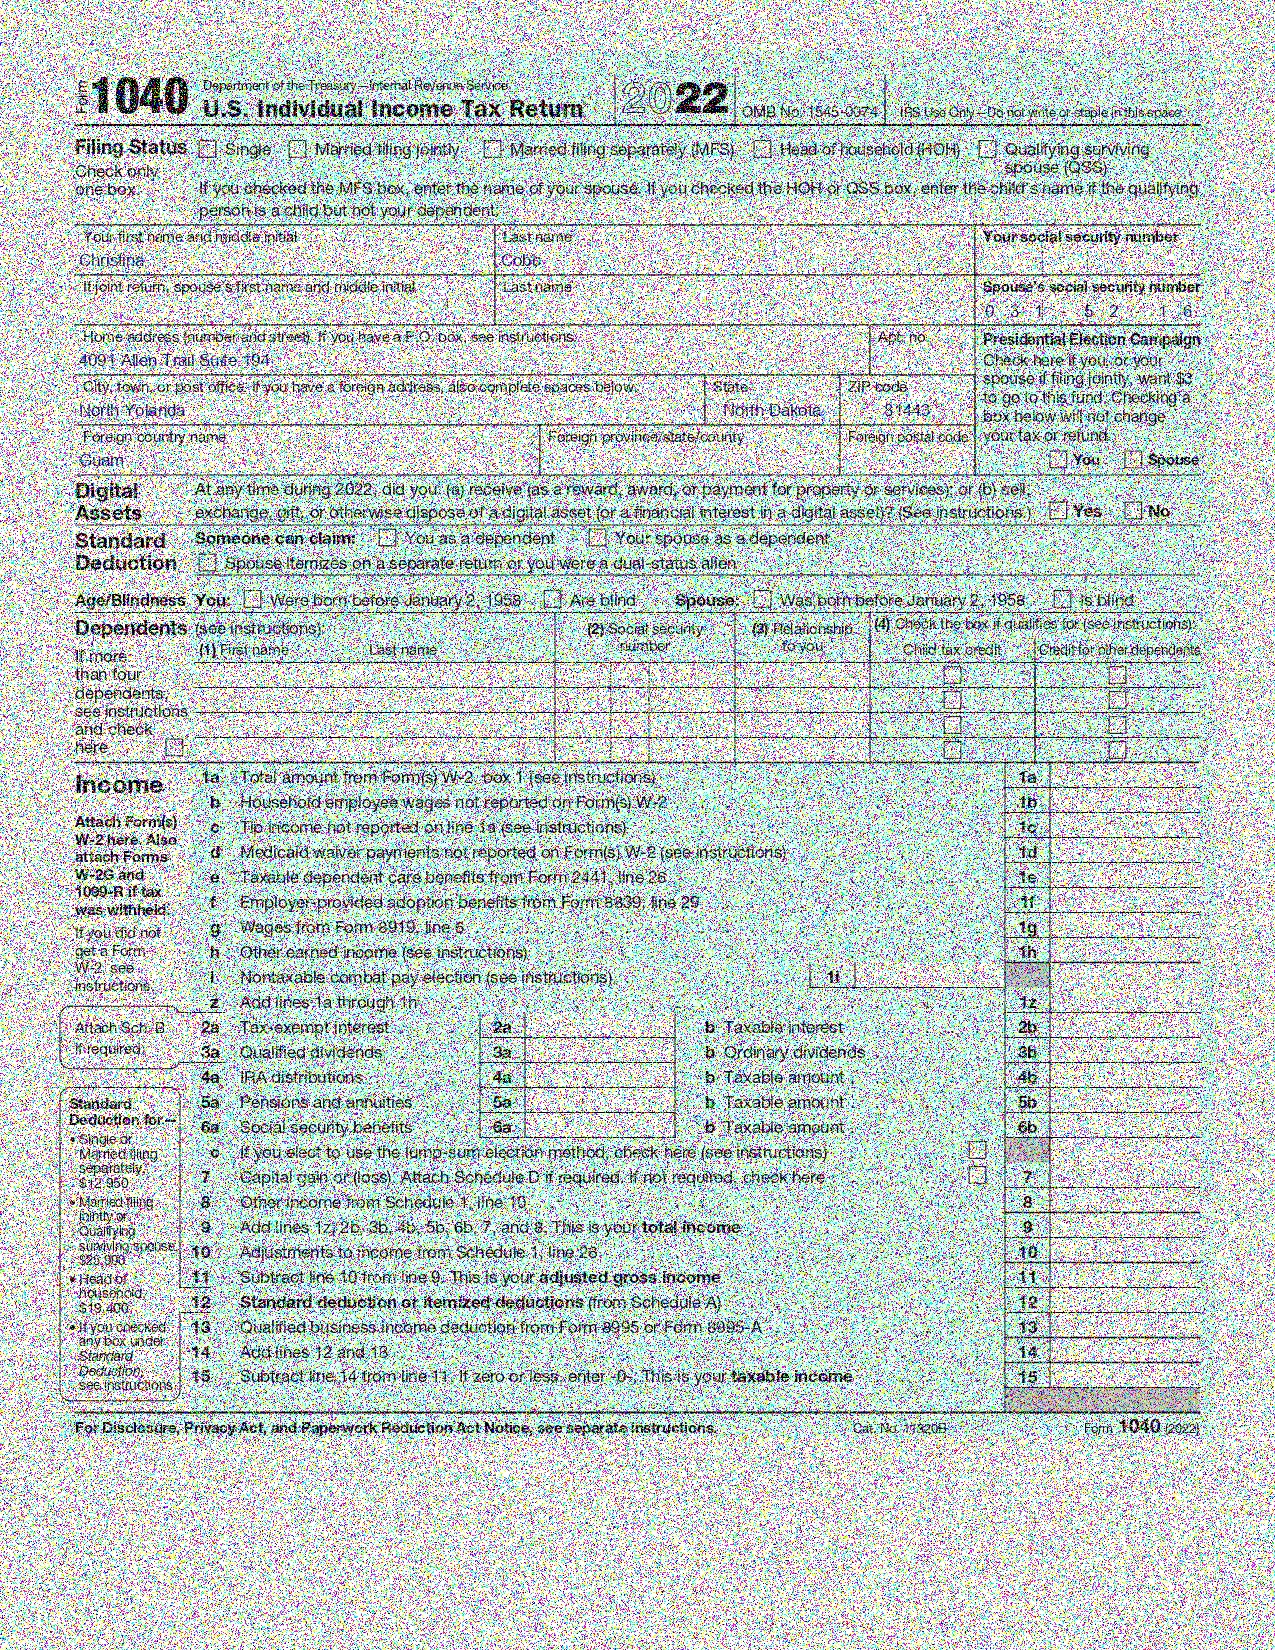 Form 1040 Department of the Treasury—Internal Revenue Service
U.S. Individual Income Tax Return 2022 OMB No. 1545-0074 IRS Use Only—Do not write or staple in this space.
Filing Status Single Married filing jointly Married filing separately (MFS) Head of household (HOH) Qualifying surviving spouse (QSS)
Check only one box.
If you checked the MFS box, enter the name of your spouse. If you checked the HOH or QSS box, enter the child's name if the qualifying
person is a child but not your dependent:
Your first name and middle initial Last name Your social security number
Christina Cobb
If joint return, spouse's first name and middle initial Last name Spouse's social security number
0 3 1 5 2 1 6
Home address (number and street). If you have a P.O. box, see instructions. Apt. no.
4091 Allen Trail Suite 194
City, town, or post office. If you have a foreign address, also complete spaces below. State ZIP code
North Yolanda North Dakota 31443
Foreign country name Foreign province/state/county Foreign postal code
Guam
Presidential Election Campaign
Check here if you, or your
spouse if filing jointly, want $3
to go to this fund. Checking a
box below will not change
your tax or refund.
You Spouse
Digital Assets
At any time during 2022, did you: (a) receive (as a reward, award, or payment for property or services); or (b) sell,
exchange, gift, or otherwise dispose of a digital asset (or a financial interest in a digital asset)? (See instructions.) Yes No
Standard Deduction
Someone can claim: You as a dependent Your spouse as a dependent
Spouse itemizes on a separate return or you were a dual-status alien
Age/Blindness You: Were born before January 2, 1958 Are blind Spouse: Was born before January 2, 1958 Is blind
Dependents (see instructions): (2) Social security number (3) Relationship to you (4) Check the box if qualifies for (see instructions):
(1) First name Last name Child tax credit Credit for other dependents
If more
than four
dependents,
see instructions
and check
here
Income
Attach Form(s)
W-2 here. Also
attach Forms
W-2G and
1099-R if tax
was withheld.
If you did not
get a Form
W-2, see
instructions.
1a Total amount from Form(s) W-2, box 1 (see instructions) 1a
b Household employee wages not reported on Form(s) W-2 1b
c Tip income not reported on line 1a (see instructions) 1c
d Medicaid waiver payments not reported on Form(s) W-2 (see instructions) 1d
e Taxable dependent care benefits from Form 2441, line 26 1e
f Employer-provided adoption benefits from Form 8839, line 29 1f
g Wages from Form 8919, line 6 1g
h Other earned income (see instructions) 1h
i Nontaxable combat pay election (see instructions) 1i
z Add lines 1a through 1h 1z
Attach Sch. B
if required.
2a Tax-exempt interest 2a b Taxable interest 2b
3a Qualified dividends 3a b Ordinary dividends 3b
4a IRA distributions 4a b Taxable amount 4b
5a Pensions and annuities 5a b Taxable amount 5b
6a Social security benefits 6a b Taxable amount 6b
c If you elect to use the lump-sum election method, check here (see instructions)
7 Capital gain or (loss). Attach Schedule D if required. If not required, check here 7
8 Other income from Schedule 1, line 10 8
9 Add lines 1z, 2b, 3b, 4b, 5b, 6b, 7, and 8. This is your total income 9
10 Adjustments to income from Schedule 1, line 26 10
11 Subtract line 10 from line 9. This is your adjusted gross income 11
12 Standard deduction or itemized deductions (from Schedule A) 12
13 Qualified business income deduction from Form 8995 or Form 8995-A 13
14 Add lines 12 and 13 14
15 Subtract line 14 from line 11. If zero or less, enter -0-. This is your taxable income 15
Standard
Deduction for—
• Single or
Married filing
separately,
$12,950
• Married filing
jointly or
Qualifying
surviving spouse,
$25,900
• Head of
household,
$19,400
• If you checked
any box under
Standard
Deduction,
see instructions.
For Disclosure, Privacy Act, and Paperwork Reduction Act Notice, see separate instructions. Cat. No. 11320B Form 1040 (2022)